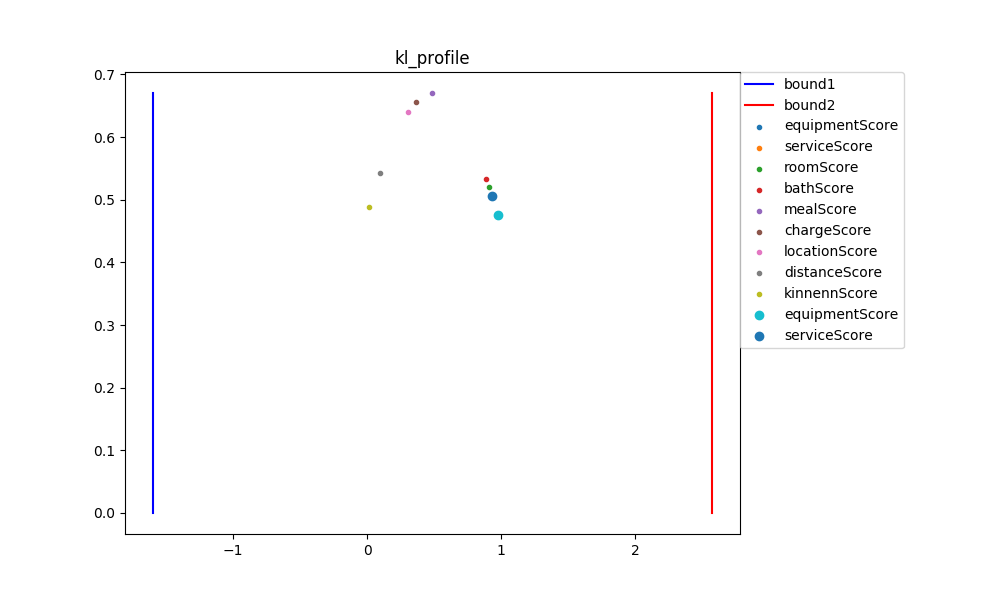 kl_profile
0.7
0.6
0.5
0.4
0.3
0.2
0.1
0.0
−1
0
1
2
bound1
bound2
equipmentScore
serviceScore
roomScore
bathScore
mealScore
chargeScore
locationScore
distanceScore
kinnennScore
equipmentScore
serviceScore